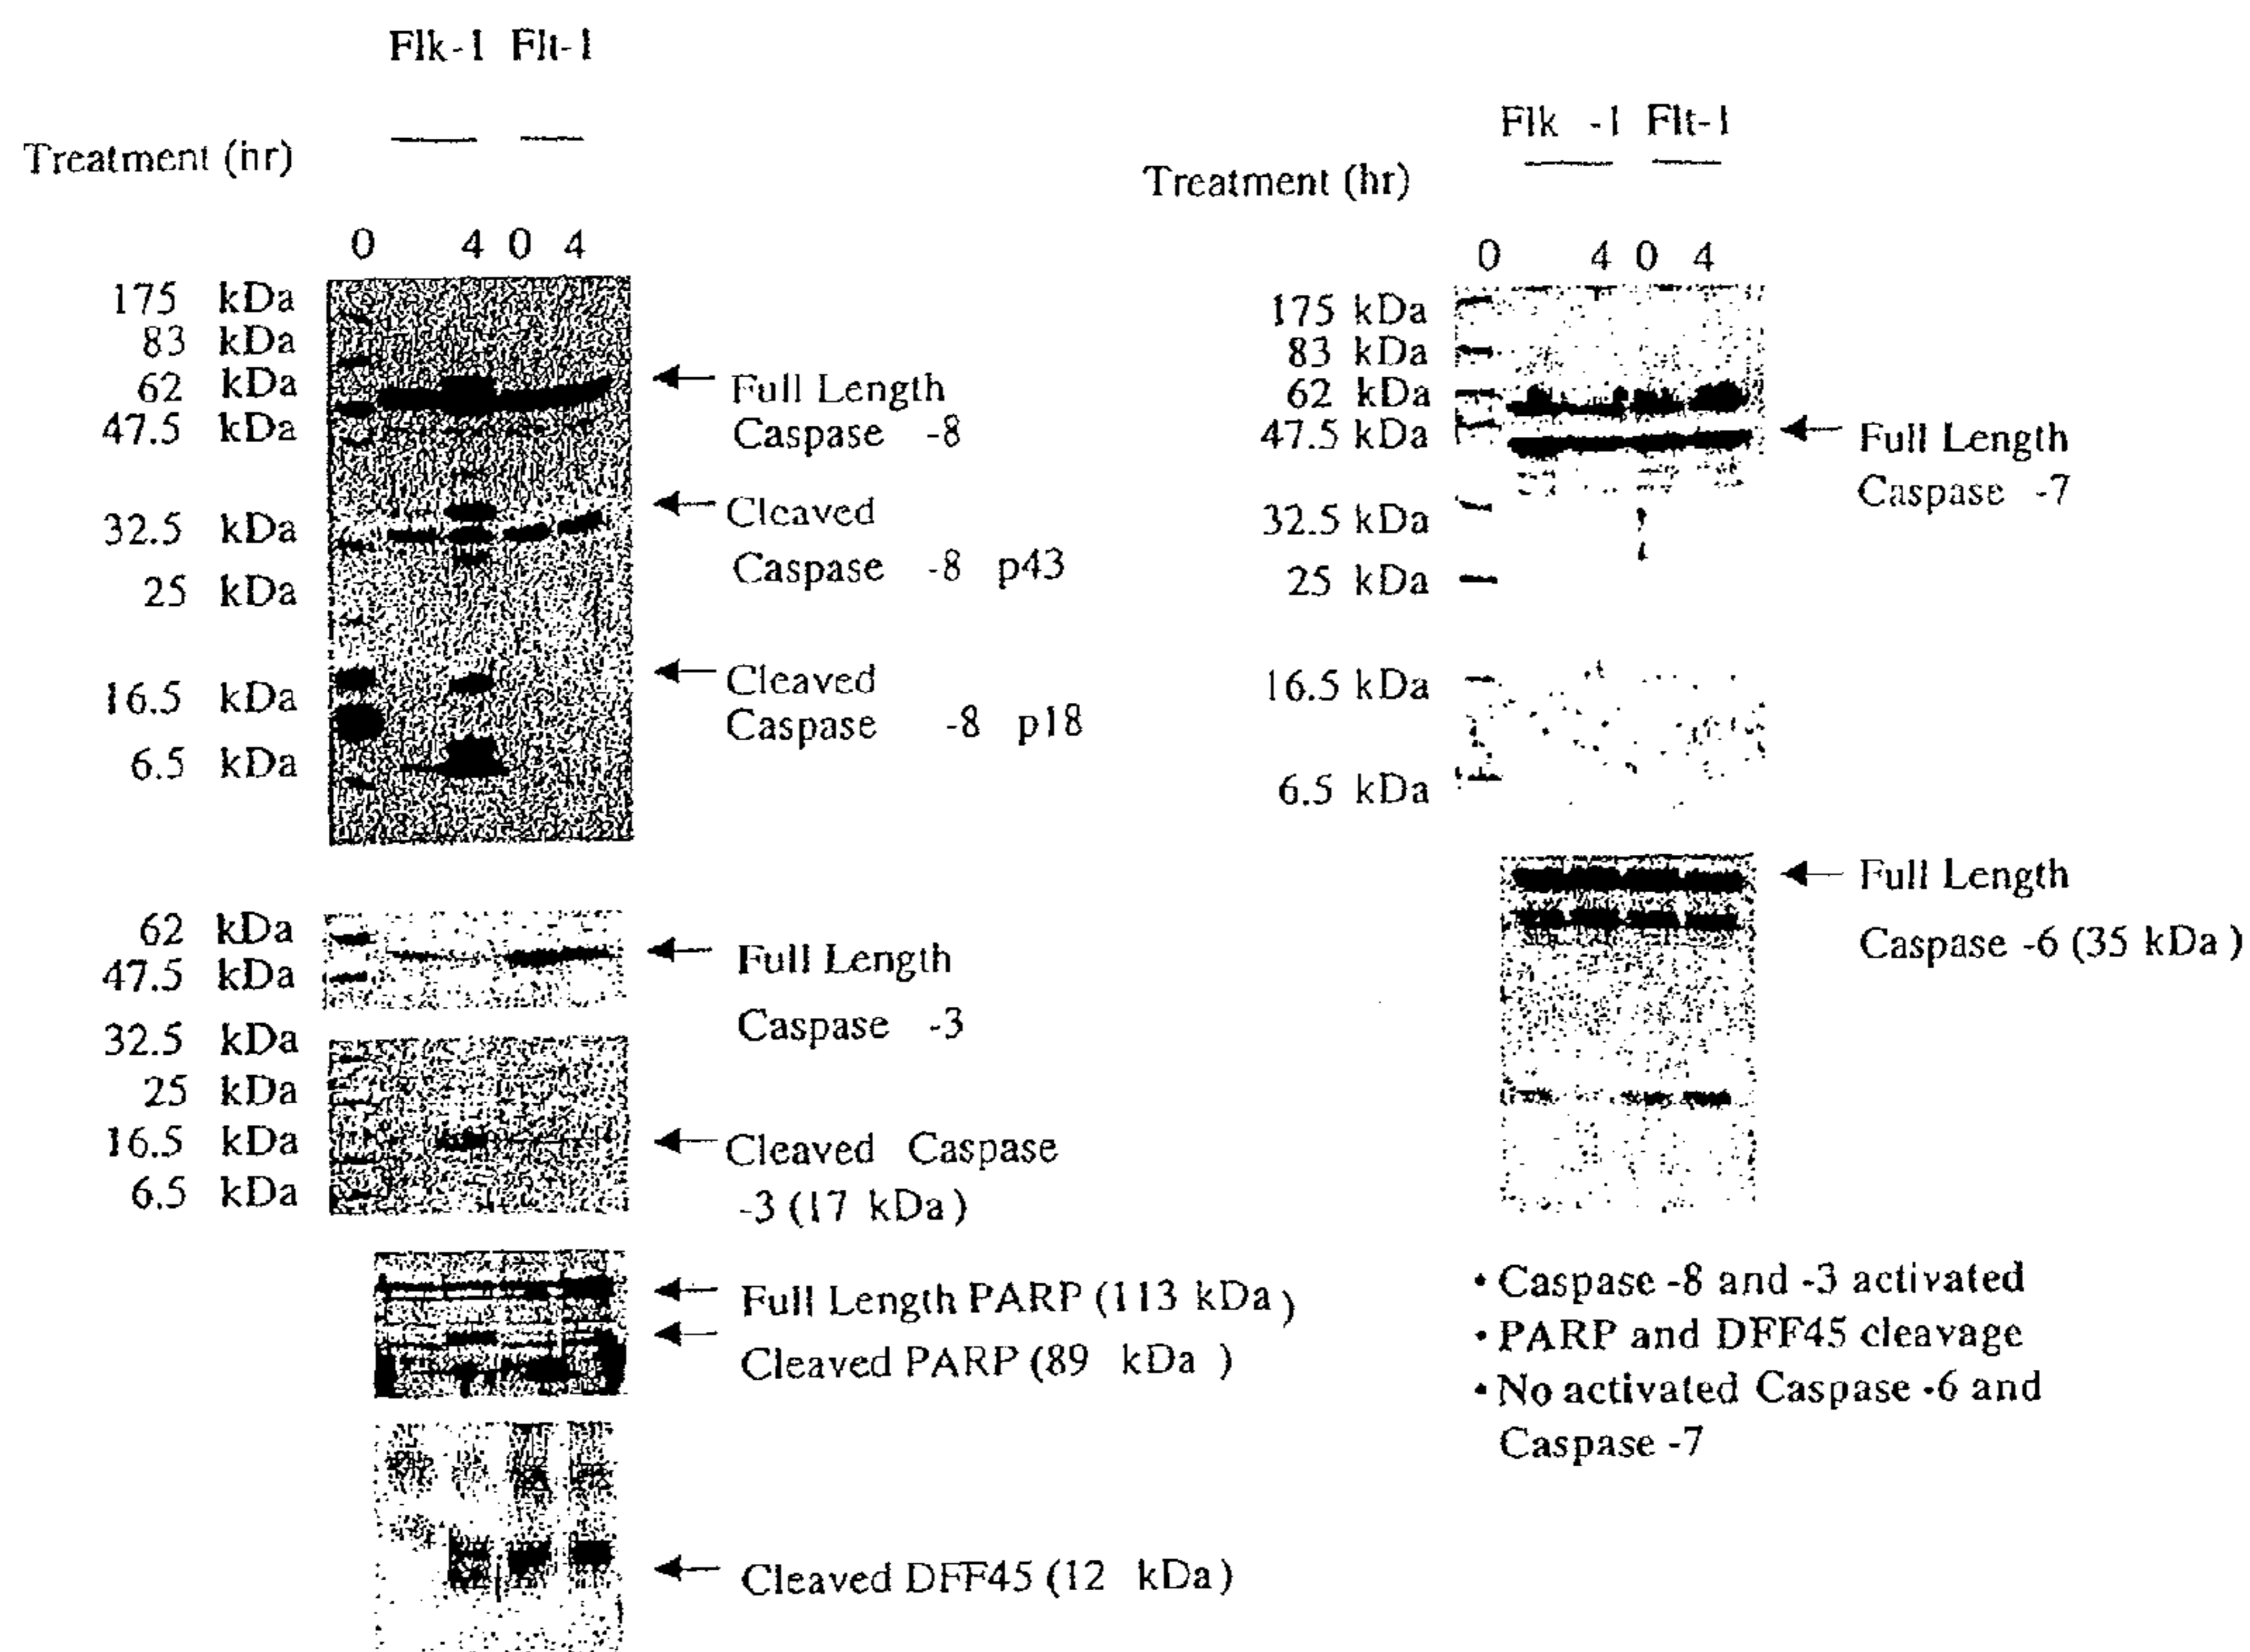 Flk-1 Flt-1
Treatment (hr)
0 4 0 4
175 kDa
83 kDa
62 kDa
47.5 kDa
32.5 kDa
25 kDa
16.5 kDa
6.5 kDa
Full Length
Caspase -8
Cleaved
Caspase -8 p43
Cleaved
Caspase -8 p18
62 kDa
47.5 kDa
32.5 kDa
25 kDa
16.5 kDa
6.5 kDa
Full Length
Caspase -3
Cleaved Caspase
-3 (17 kDa)
Full Length PARP (113 kDa)
Cleaved PARP (89 kDa )
Cleaved DFF45 (12 kDa)
Flk -1 Flt-1
Treatment (hr)
0 4 0 4
175 kDa
83 kDa
62 kDa
47.5 kDa
32.5 kDa
25 kDa
16.5 kDa
6.5 kDa
Full Length
Caspase -7
Full Length
Caspase -6 (35 kDa )
• Caspase -8 and -3 activated
• PARP and DFF45 cleavage
• No activated Caspase -6 and
Caspase -7